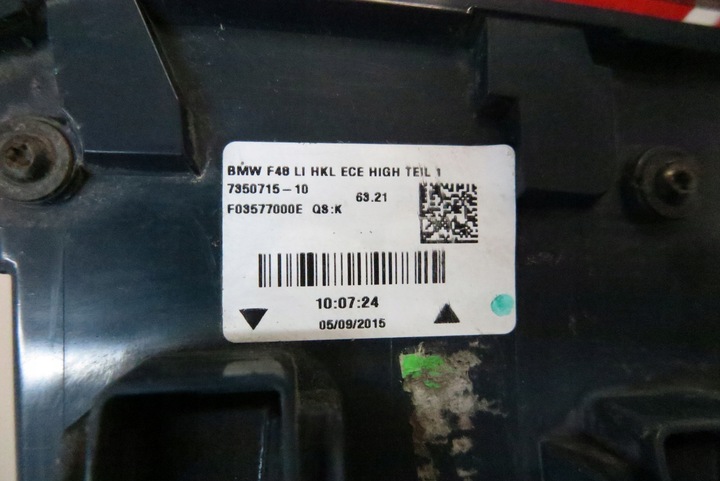 BMW F48 LI HKL ECE HIGH TEIL 1
7350715-10 63.21
F03577000E QS:K
10:07:24
05/09/2015